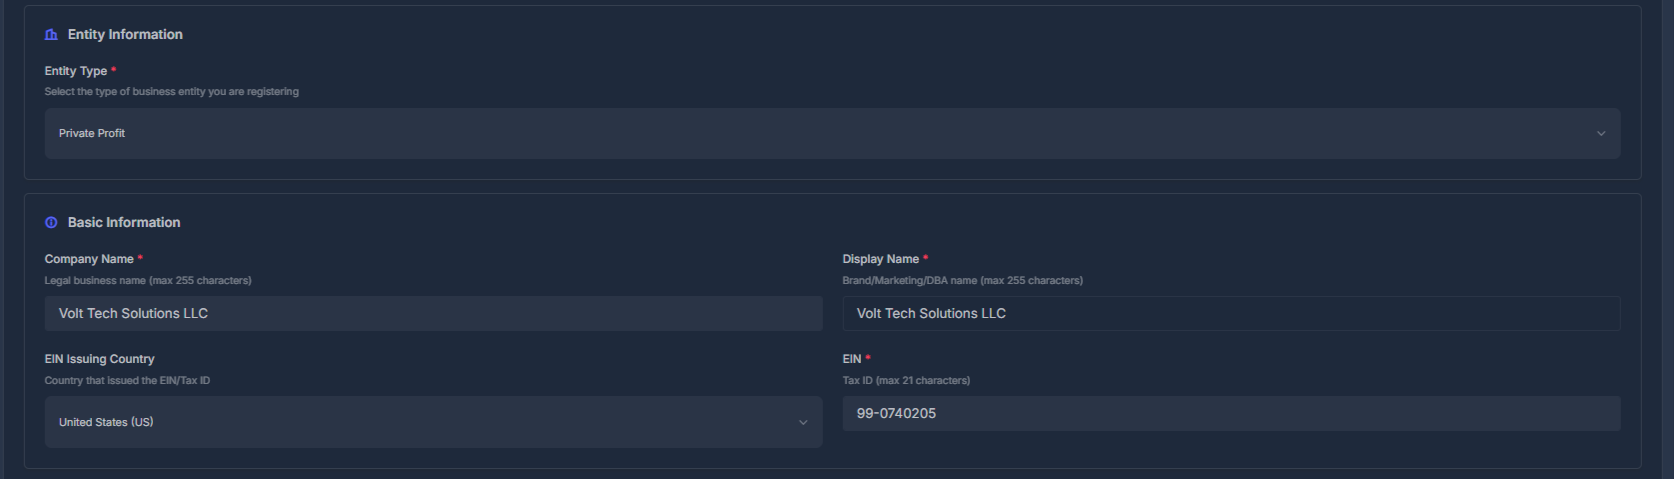 Entity Information
Entity Type *
Select the type of business entity you are registering
Private Profit
Basic Information
Company Name *
Legal business name (max 255 characters)
Volt Tech Solutions LLC
Display Name *
Brand/Marketing/DBA name (max 255 characters)
Volt Tech Solutions LLC
EIN Issuing Country
Country that issued the EIN/Tax ID
United States (US)
EIN *
Tax ID (max 21 characters)
99-0740205